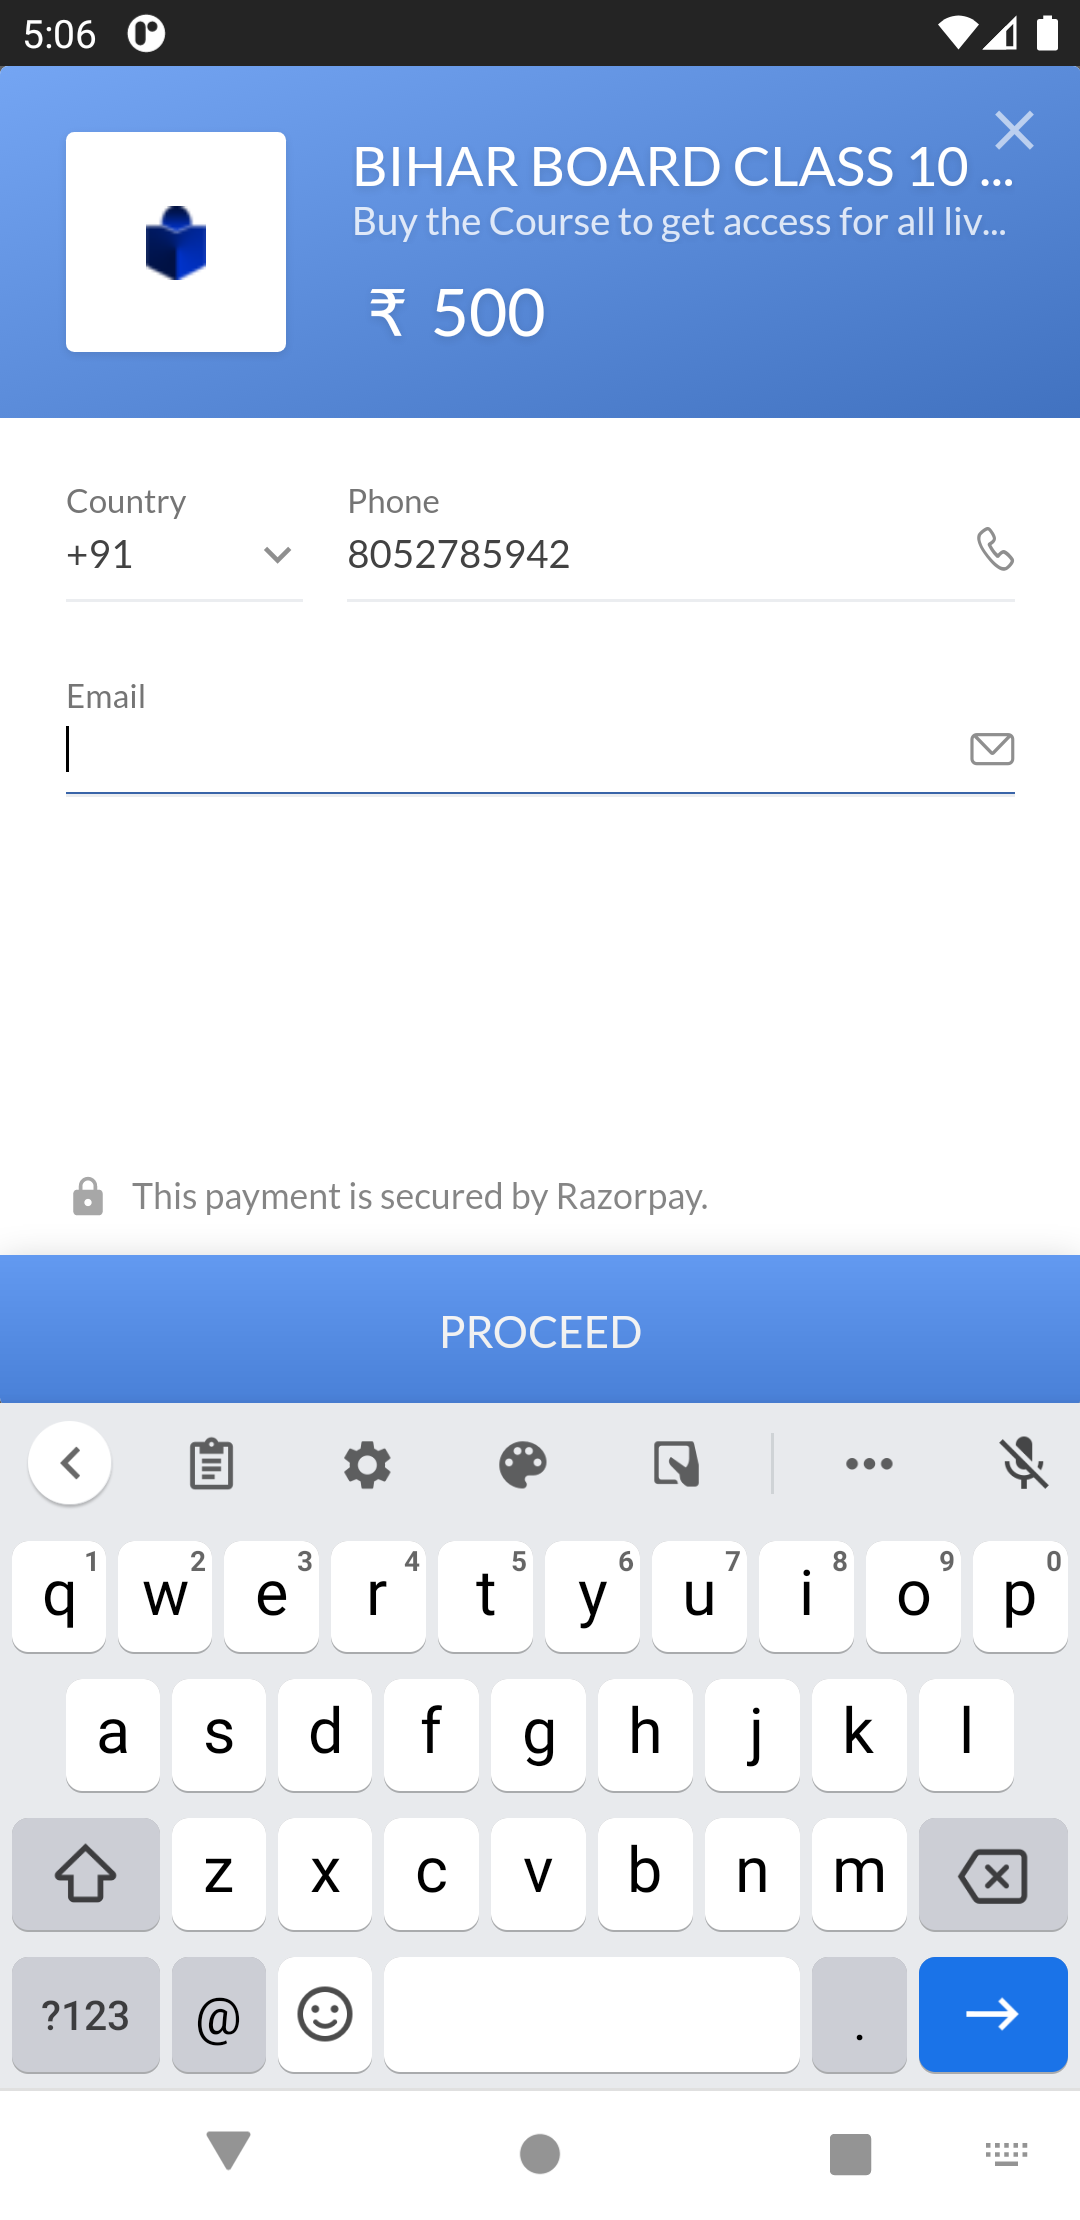 5:06
BIHAR BOARD CLASS 10 ...
Buy the Course to get access for all liv...
₹ 500
Country
Phone
+91
8052785942
Email
This payment is secured by Razorpay.
PROCEED
1 2 3 4 5 6 7 8 9 0
q w e r t y u i o p
a s d f g h j k l
z x c v b n m
?123 @ .